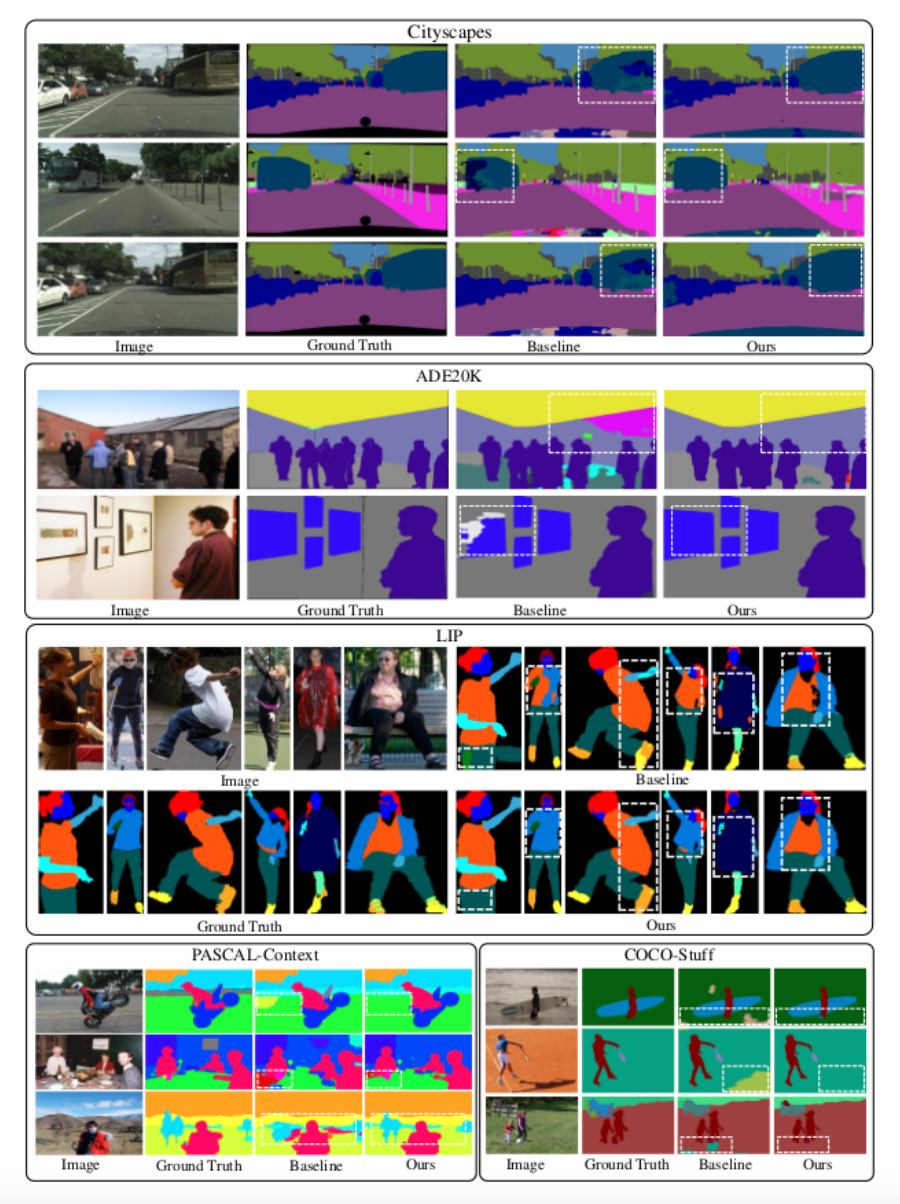 Cityscapes
Image Ground Truth Baseline Ours
ADE20K
Image Ground Truth Baseline Ours
LIP
Image Baseline
Ground Truth Ours
PASCAL-Context
Image Ground Truth Baseline Ours
COCO-Stuff
Image Ground Truth Baseline Ours